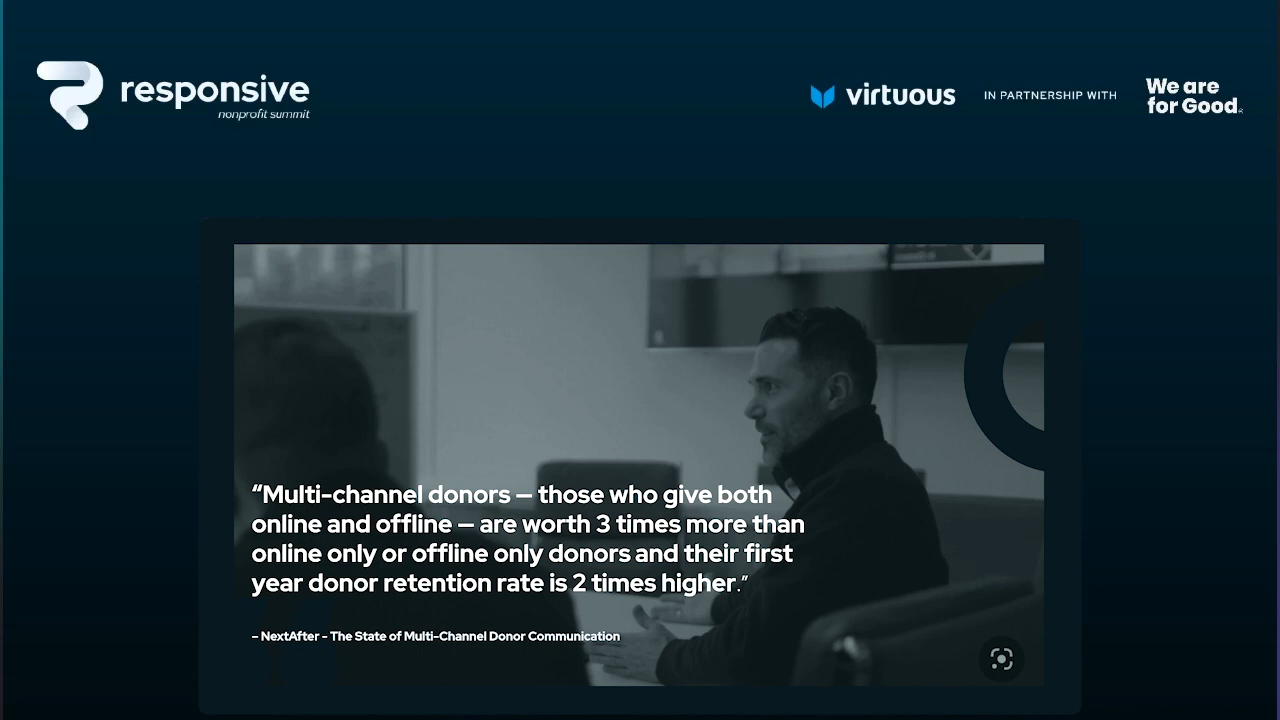 responsive
nonprofit summit
virtuous
IN PARTNERSHIP WITH
We are
for Good.
“Multi-channel donors — those who give both
online and offline — are worth 3 times more than
online only or offline only donors and their first
year donor retention rate is 2 times higher.”
– NextAfter - The State of Multi-Channel Donor Communication